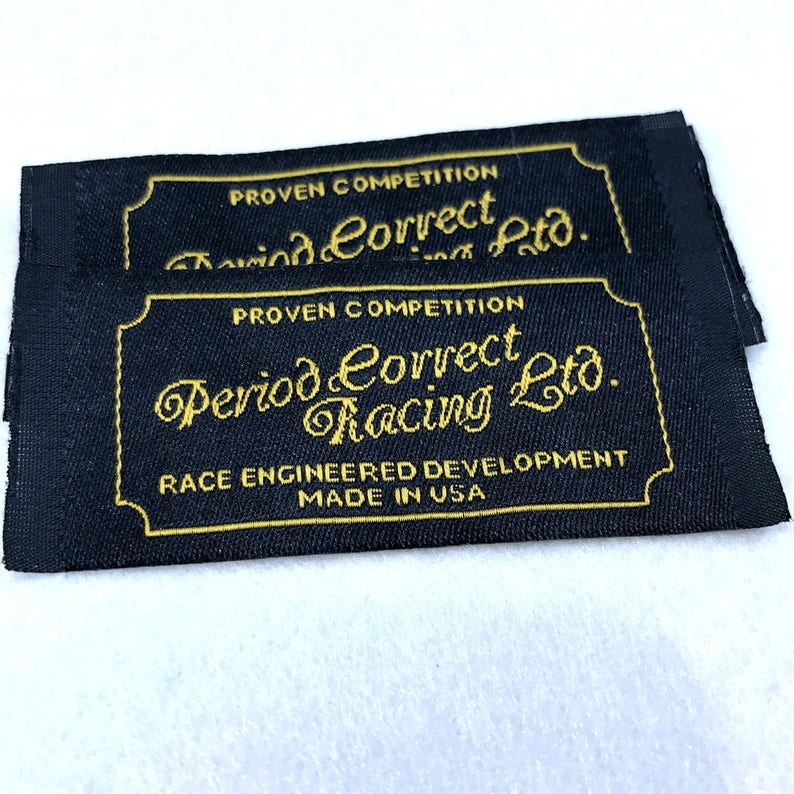 PROVEN COMPETITION
Period Correct
Racing Ltd.
PROVEN COMPETITION
Period Correct
Racing Ltd.
RACE ENGINEERED DEVELOPMENT
MADE IN USA